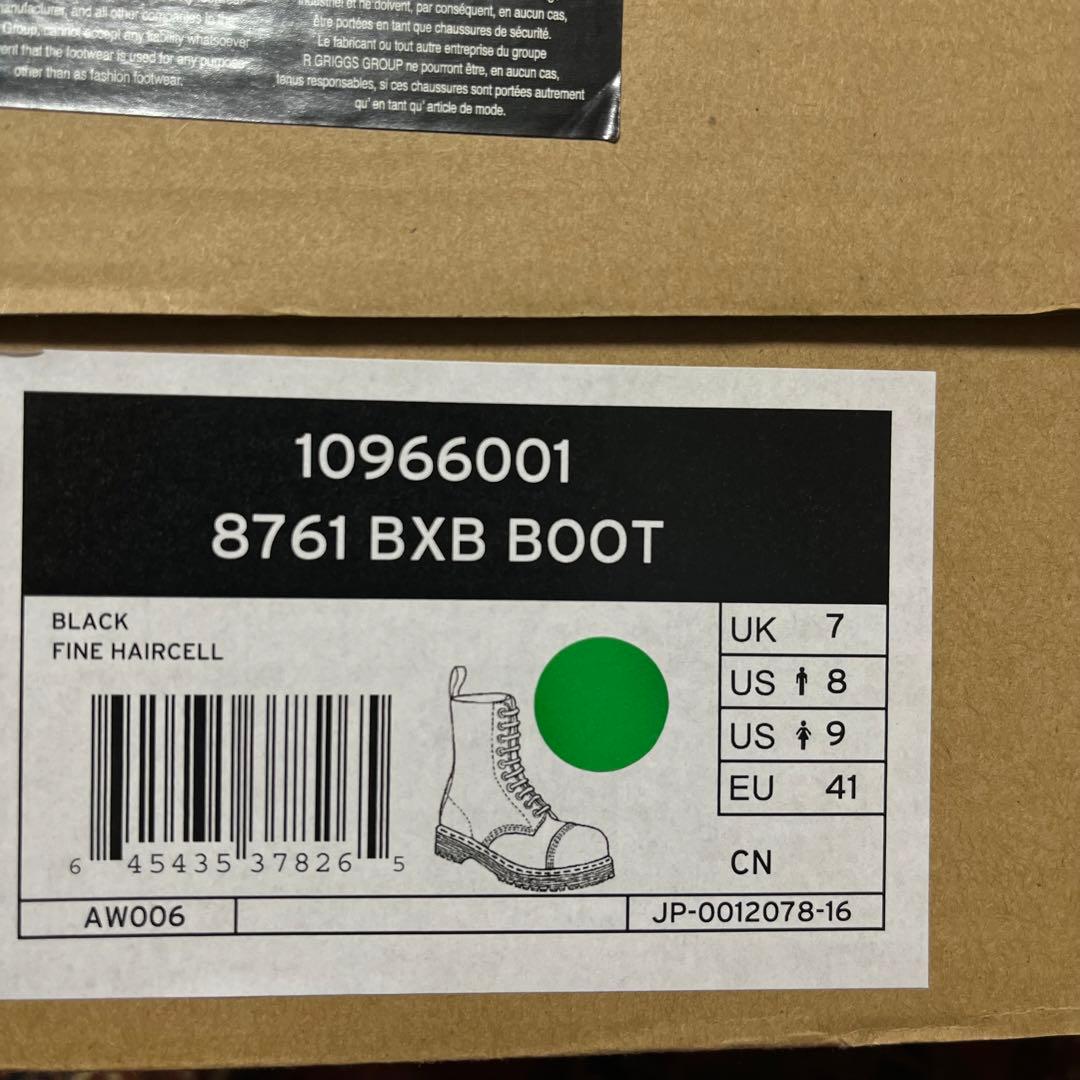 manufacturer, and all other companies in the
Group, cannot accept any liability whatsoever
ent that the footwear is used for any purpose
other than as fashion footwear.
et ne doivent, par conséquent, en aucun cas,
être portées en tant que chaussures de sécurité.
Le fabricant ou tout autre entreprise du groupe
R GRIGGS GROUP ne pourront être, en aucun cas,
tenus responsables, si ces chaussures sont portées autrement
qu' en tant qu' article de mode.
10966001
8761 BXB BOOT
BLACK
FINE HAIRCELL
UK 7
US 8
US 9
EU 41
CN
6 45435 37826 5
AW006
JP-0012078-16